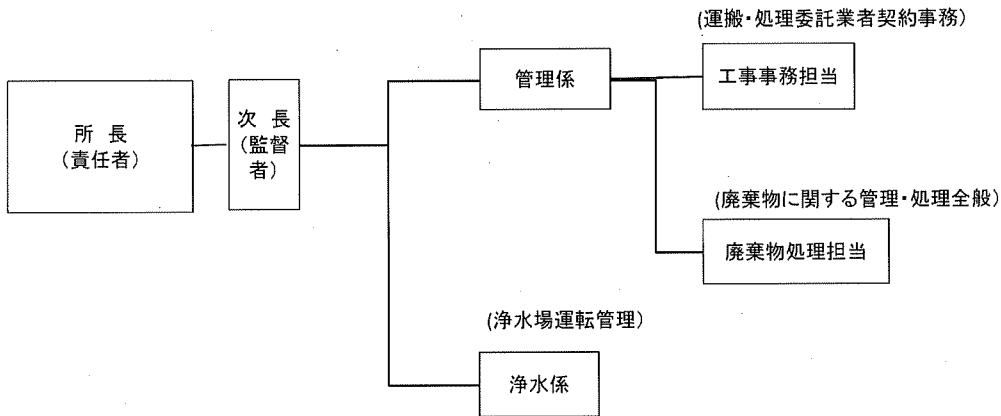 (運搬・処理委託業者契約事務)
管理係
工事事務担当
所 長
(責任者)
次 長
(監督
者)
(廃棄物に関する管理・処理全般)
廃棄物処理担当
(浄水場運転管理)
浄水係